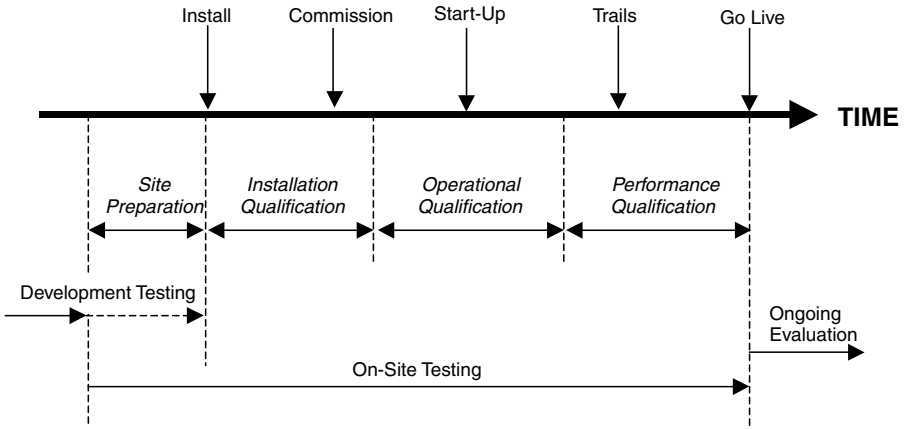 Install
Commission
Start-Up
Trails
Go Live
TIME
Site
Preparation
Installation
Qualification
Operational
Qualification
Performance
Qualification
Development Testing
Ongoing
Evaluation
On-Site Testing